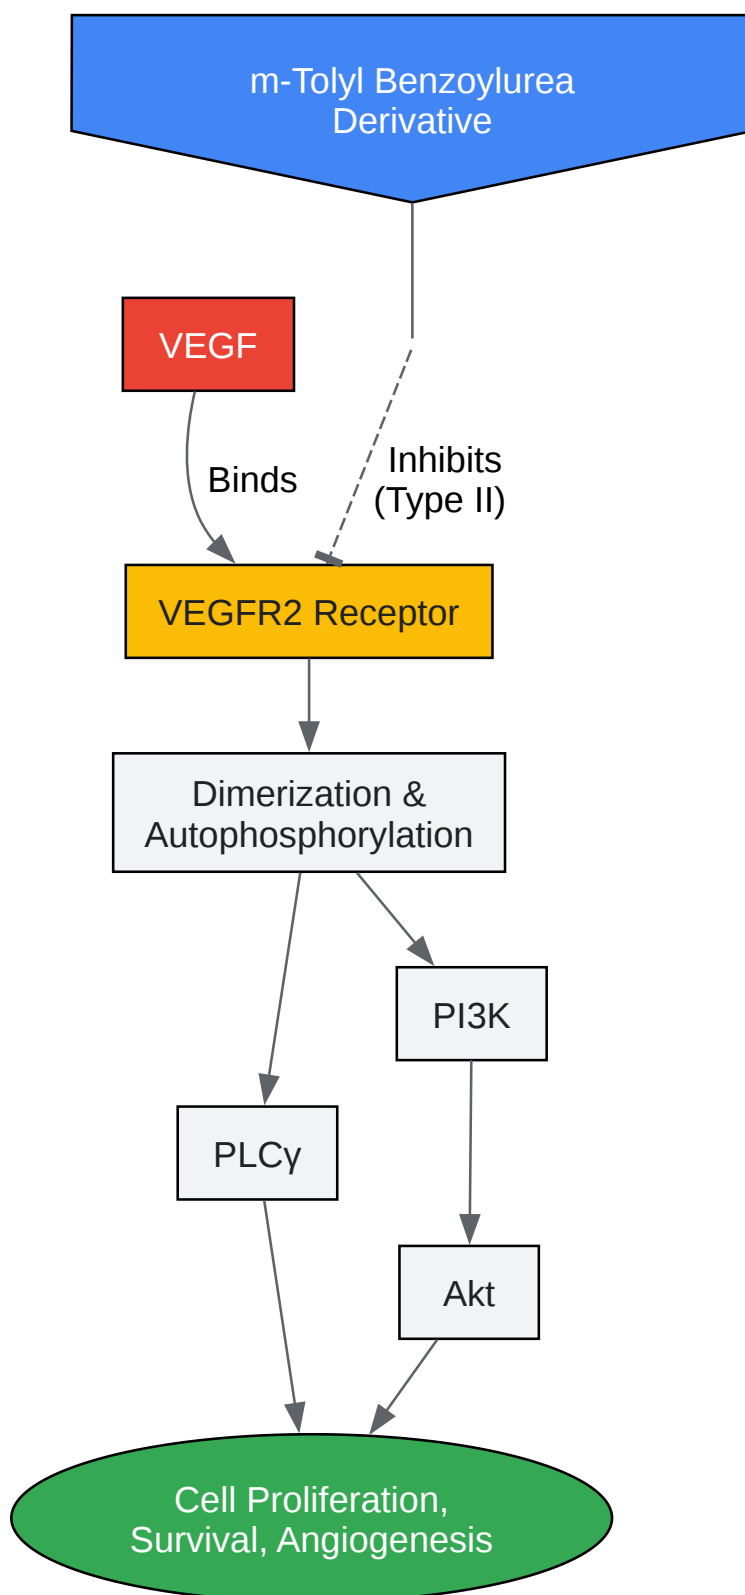 m-Tolyl Benzoylurea
Derivative
VEGF
Binds
Inhibits
(Type II)
VEGFR2 Receptor
Dimerization &
Autophosphorylation
PI3K
PLCγ
Akt
Cell Proliferation,
Survival, Angiogenesis